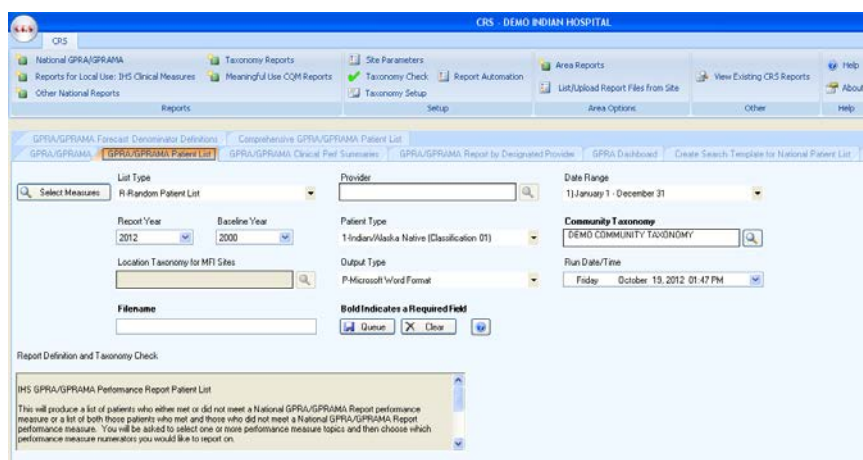 CRS - DEMO INDIAN HOSPITAL
CRS
National GPRA/GPRAMA
Reports for Local Use: IHS Clinical Measures
Other National Reports
Taxonomy Reports
Meaningful Use CQM Reports
Reports
Site Parameters
Taxonomy Check
Report Automation
Taxonomy Setup
Setup
Area Reports
List/Upload Report Files from Site
Area Options
View Existing CRS Reports
Other
Help
About
Help
GPRA/GPRAMA Forecast Denominator Definitions
Comprehensive GPRA/GPRAMA Patient List
GPRA/GPRAMA
GPRA/GPRAMA Patient List
GPRA/GPRAMA Clinical Perf Summaries
GPRA/GPRAMA Report by Designated Provider
GPRA Dashboard
Create Search Template for National Patient List
Select Measures
List Type
R-Random Patient List
Provider
Date Range
1) January 1 - December 31
Report Year
2012
Baseline Year
2000
Patient Type
1-Indian/Alaska Native (Classification 01)
Community Taxonomy
DEMO COMMUNITY TAXONOMY
Location Taxonomy for MFI Sites
Output Type
P-Microsoft Word Format
Run Date/Time
Friday October 19, 2012 01:47 PM
Filename
Bold Indicates a Required Field
Queue
Clear
Report Definition and Taxonomy Check
IHS GPRA/GPRAMA Performance Report Patient List
This will produce a list of patients who either met or did not meet a National GPRA/GPRAMA Report performance
measure or a list of both those patients who met and those who did not meet a National GPRA/GPRAMA Report
performance measure. You will be asked to select one or more performance measure topics and then choose which
performance measure numerators you would like to report on.